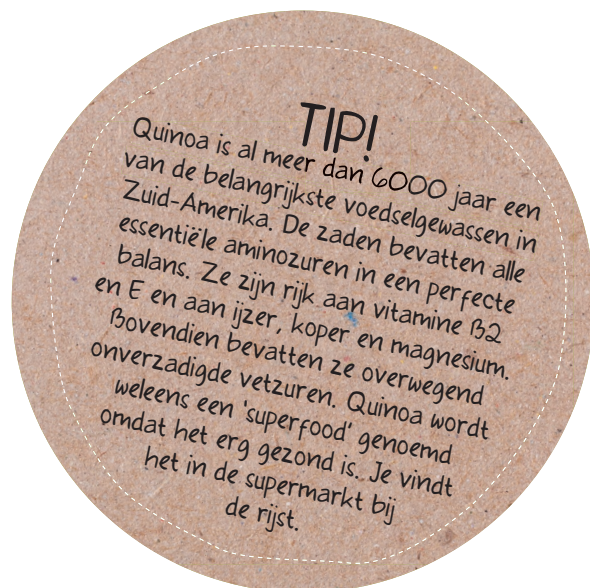 TIP!
Quinoa is al meer dan 6000 jaar een
van de belangrijkste voedselgewassen in
Zuid-Amerika. De zaden bevatten alle
essentiële aminozuren in een perfecte
balans. Ze zijn rijk aan vitamine B2
en E en aan ijzer, koper en magnesium.
Bovendien bevatten ze overwegend
onverzadigde vetzuren. Quinoa wordt
weleens een 'superfood' genoemd
omdat het erg gezond is. Je vindt
het in de supermarkt bij
de rijst.